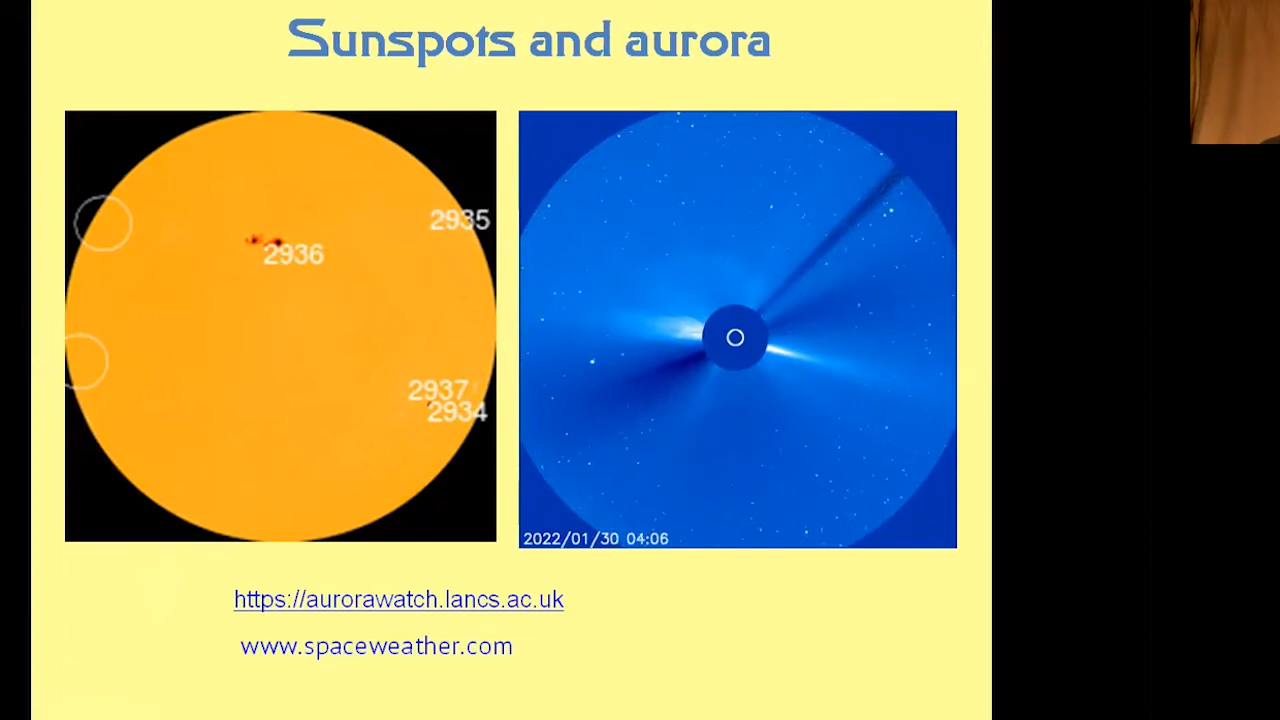 Sunspots and aurora
2935
2936
2937
2934
2022/01/30 04:06
https://aurorawatch.lancs.ac.uk
www.spaceweather.com